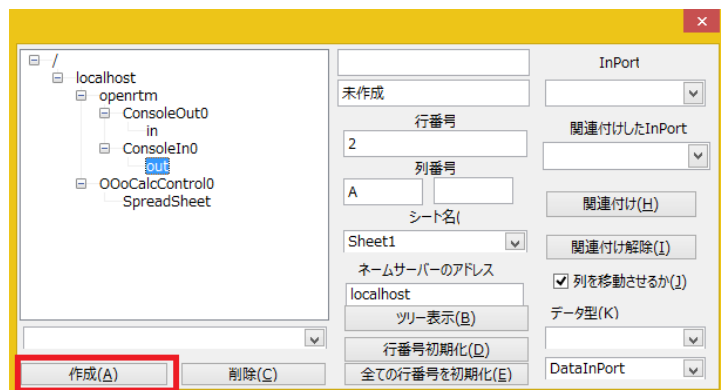 /
localhost
openrtm
ConsoleOut0
in
ConsoleIn0
out
OOoCalcControl0
SpreadSheet
作成(A)
削除(C)
未作成
行番号
2
列番号
A
シート名(
Sheet1
ネームサーバーのアドレス
localhost
ツリー表示(B)
行番号初期化(D)
全ての行番号を初期化(E)
InPort
関連付けしたInPort
関連付け(H)
関連付け解除(I)
列を移動させるか(J)
データ型(K)
DataInPort